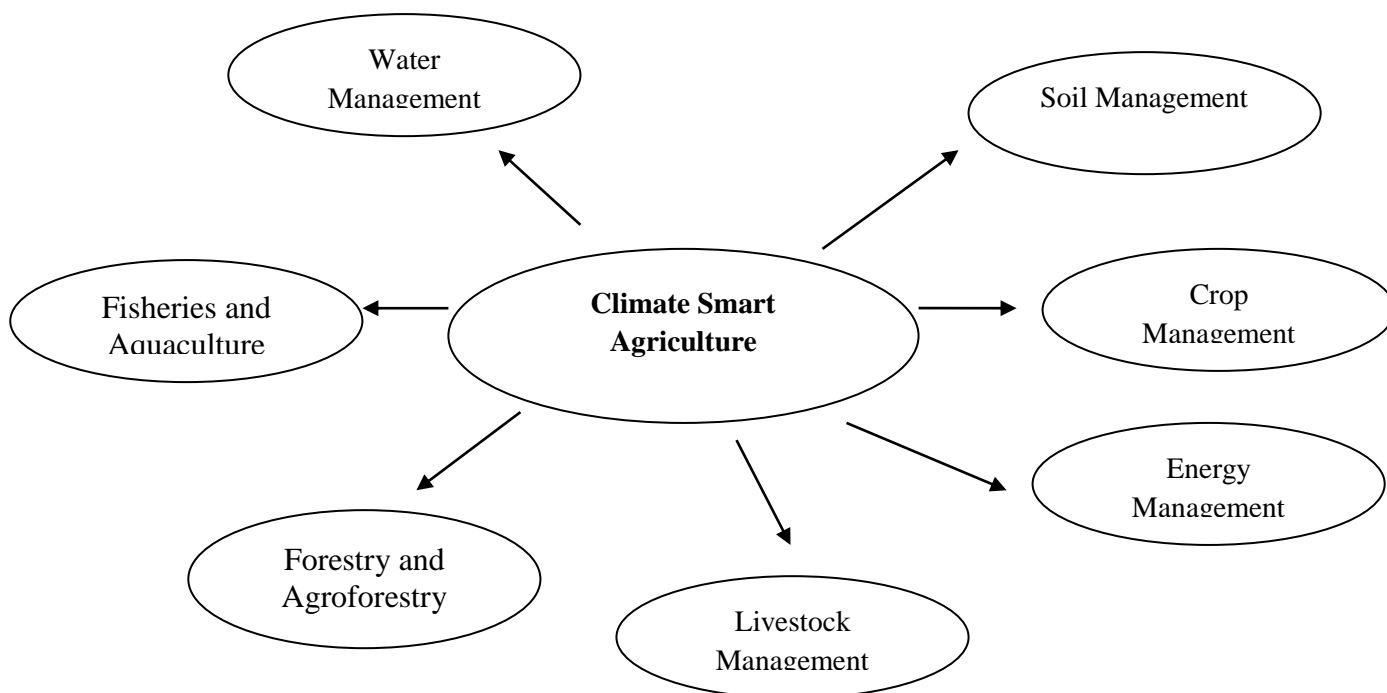 Water
Management
Soil Management
Fisheries and
Aquaculture
Climate Smart
Agriculture
Crop
Management
Energy
Management
Forestry and
Agroforestry
Livestock
Management